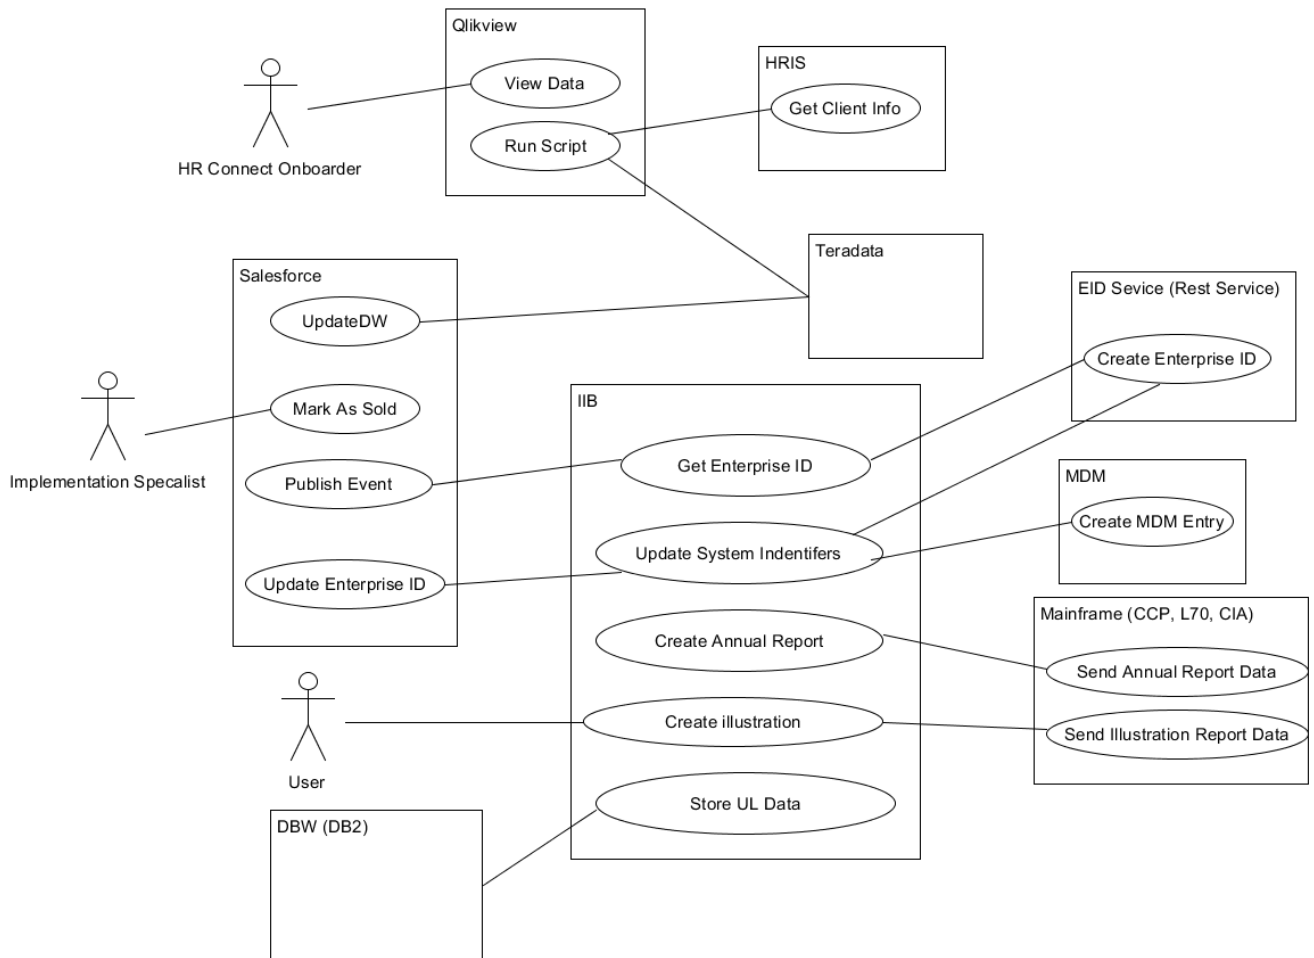 Qlikview
View Data
Run Script
HRIS
Get Client Info
HR Connect Onboarder
Teradata
Salesforce
UpdateDW
Mark As Sold
Publish Event
Update Enterprise ID
Implementation Specalist
EID Sevice (Rest Service)
Create Enterprise ID
IIB
Get Enterprise ID
Update System Indentifers
Create Annual Report
Create illustration
Store UL Data
MDM
Create MDM Entry
Mainframe (CCP, L70, CIA)
Send Annual Report Data
Send Illustration Report Data
User
DBW (DB2)